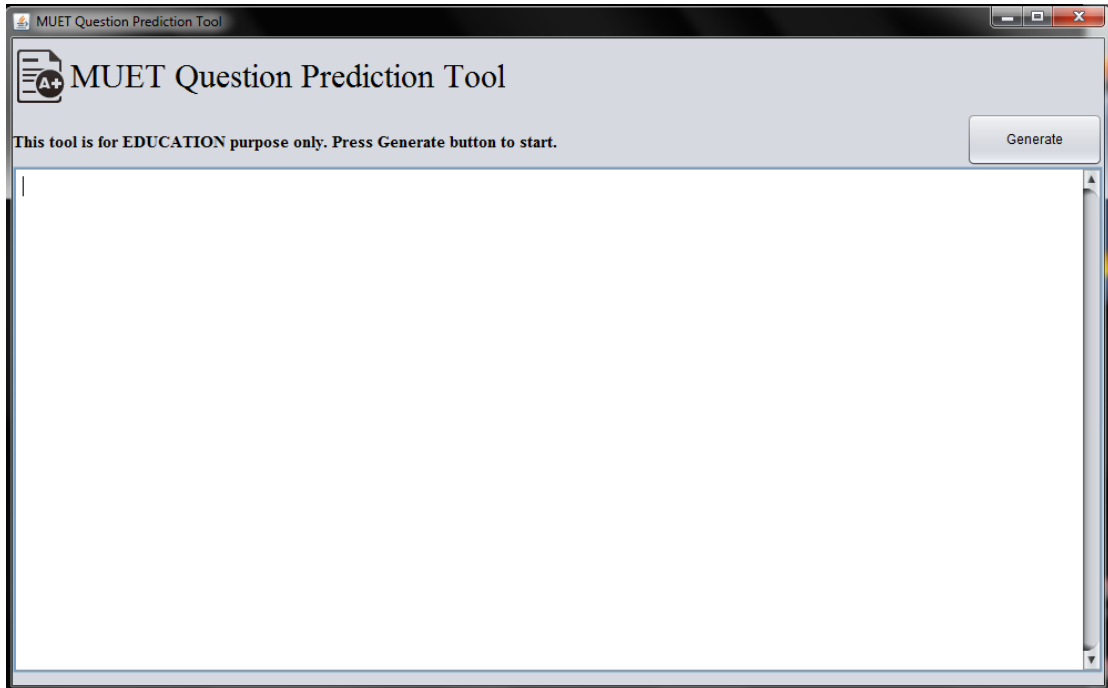 MUET Question Prediction Tool
A+ MUET Question Prediction Tool
This tool is for EDUCATION purpose only. Press Generate button to start.
Generate